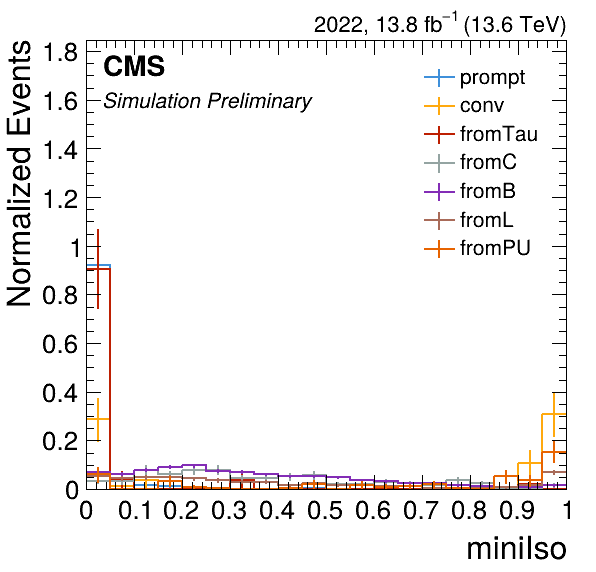 2022, 13.8 fb⁻¹ (13.6 TeV)
CMS
Simulation Preliminary
prompt
conv
fromTau
fromC
fromB
fromL
fromPU
Normalized Events
1.8
1.6
1.4
1.2
1
0.8
0.6
0.4
0.2
0
0 0.1 0.2 0.3 0.4 0.5 0.6 0.7 0.8 0.9 1
miniIso